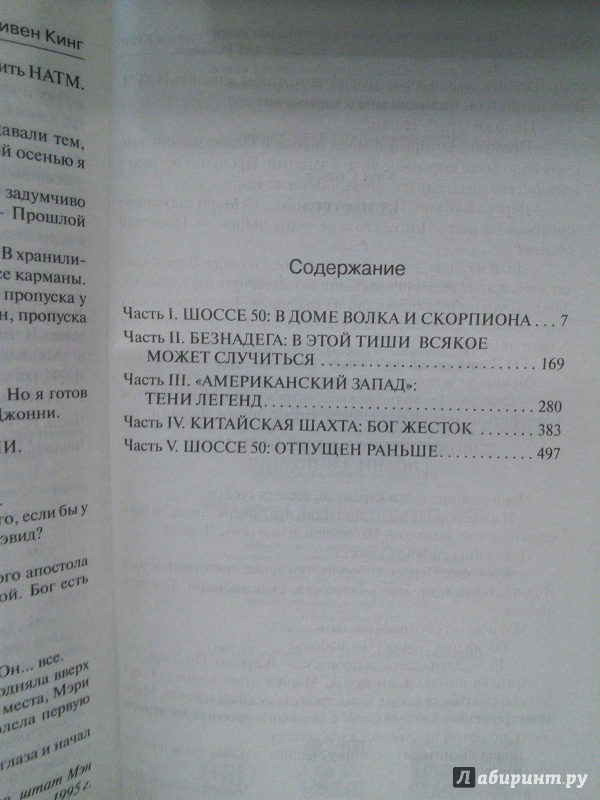 ивен Кинг
ить НАТМ.
давали тем,
й осенью я
задумчиво
– Прошлой
В хранили-
се карманы.
пропуска у
н, пропуска
Но я готов
Джонни.
И.
го, если бы у
эвид?
ого апостола
ой. Бог есть
Он... все.
одняла вверх
места, Мэри
олела первую
глаза и начал
штат Мэн
1995 г.
Содержание
Часть I. ШОССЕ 50: В ДОМЕ ВОЛКА И СКОРПИОНА . . . 7
Часть II. БЕЗНАДЕГА: В ЭТОЙ ТИШИ ВСЯКОЕ
МОЖЕТ СЛУЧИТЬСЯ . . . . . . . . . . . . . . . . . . . . . . . . 169
Часть III. «АМЕРИКАНСКИЙ ЗАПАД»:
ТЕНИ ЛЕГЕНД . . . . . . . . . . . . . . . . . . . . . . . . . . . . . . 280
Часть IV. КИТАЙСКАЯ ШАХТА: БОГ ЖЕСТОК . . . . . . . . 383
Часть V. ШОССЕ 50: ОТПУЩЕН РАНЬШЕ . . . . . . . . . . . . 497
Лабиринт.ру